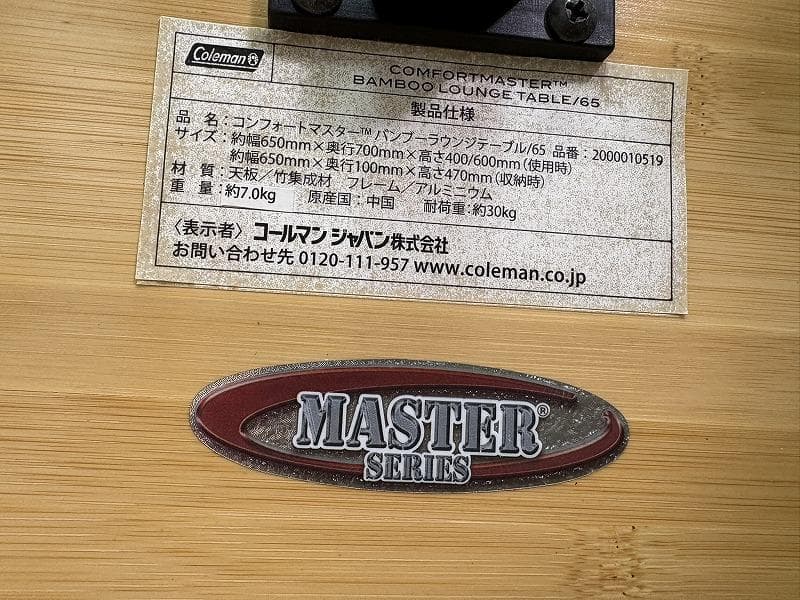 Coleman
COMFORTMASTER™
BAMBOO LOUNGE TABLE/65
製品仕様
品 名：コンフォートマスター™ バンブーラウンジテーブル/65 品番：2000010519
サイズ：約幅650mm×奥行700mm×高さ400/600mm（使用時）
約幅650mm×奥行100mm×高さ470mm（収納時）
材 質：天板／竹集成材 フレーム／アルミニウム
重 量：約7.0kg 原産国：中国 耐荷重：約30kg
〈表示者〉コールマン ジャパン株式会社
お問い合わせ先 0120-111-957 www.coleman.co.jp
MASTER®
SERIES